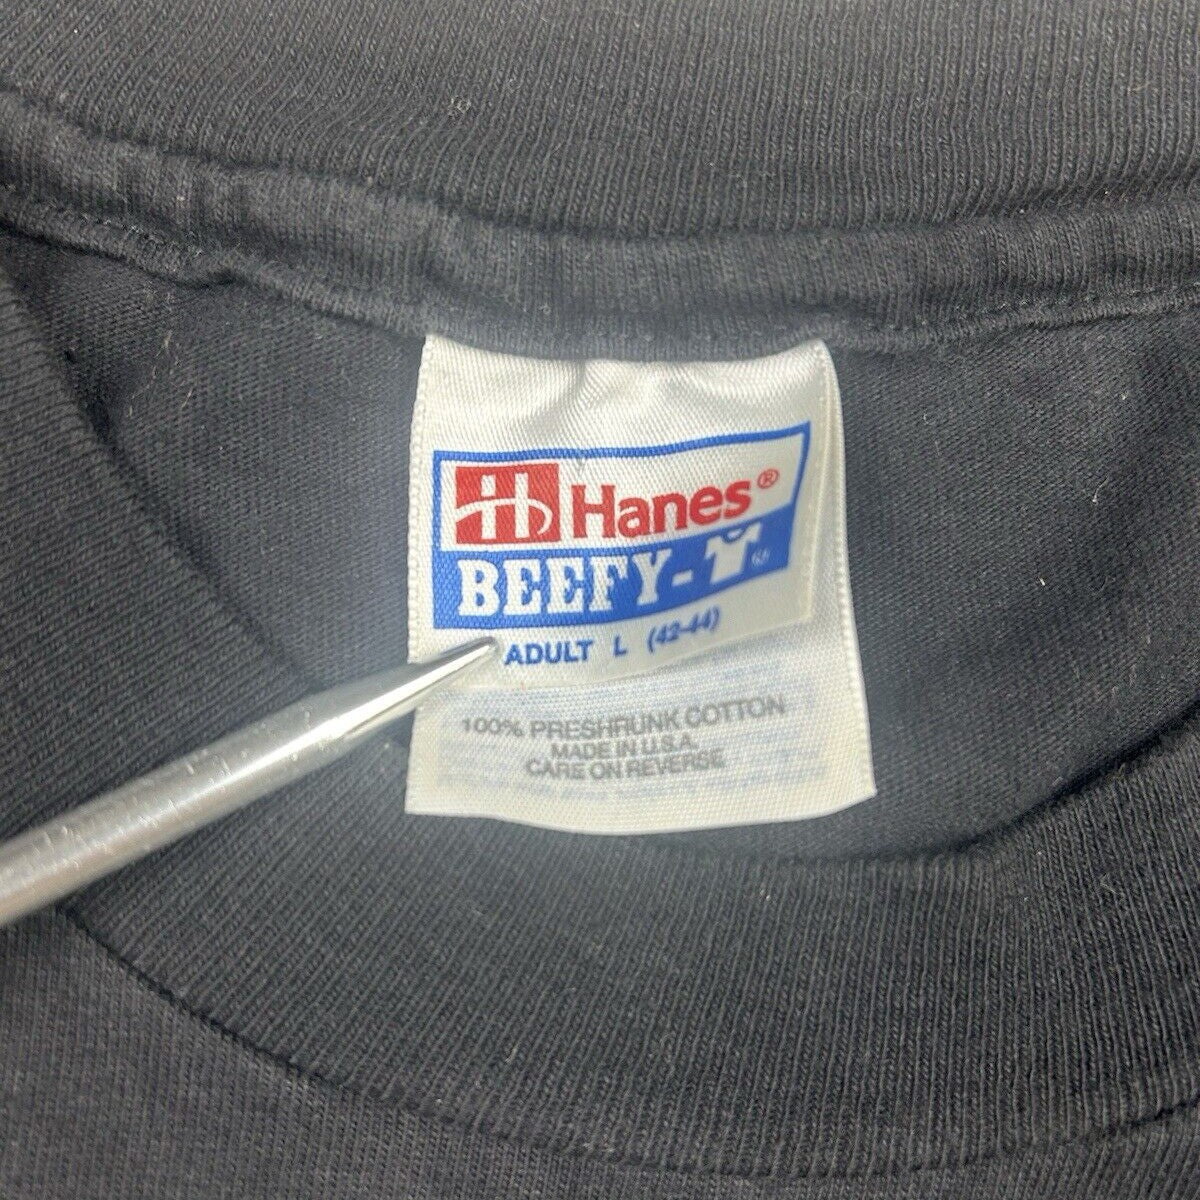 H Hanes®
BEEFY-T
ADULT L (42-44)
100% PRESHRUNK COTTON
MADE IN U.S.A.
CARE ON REVERSE